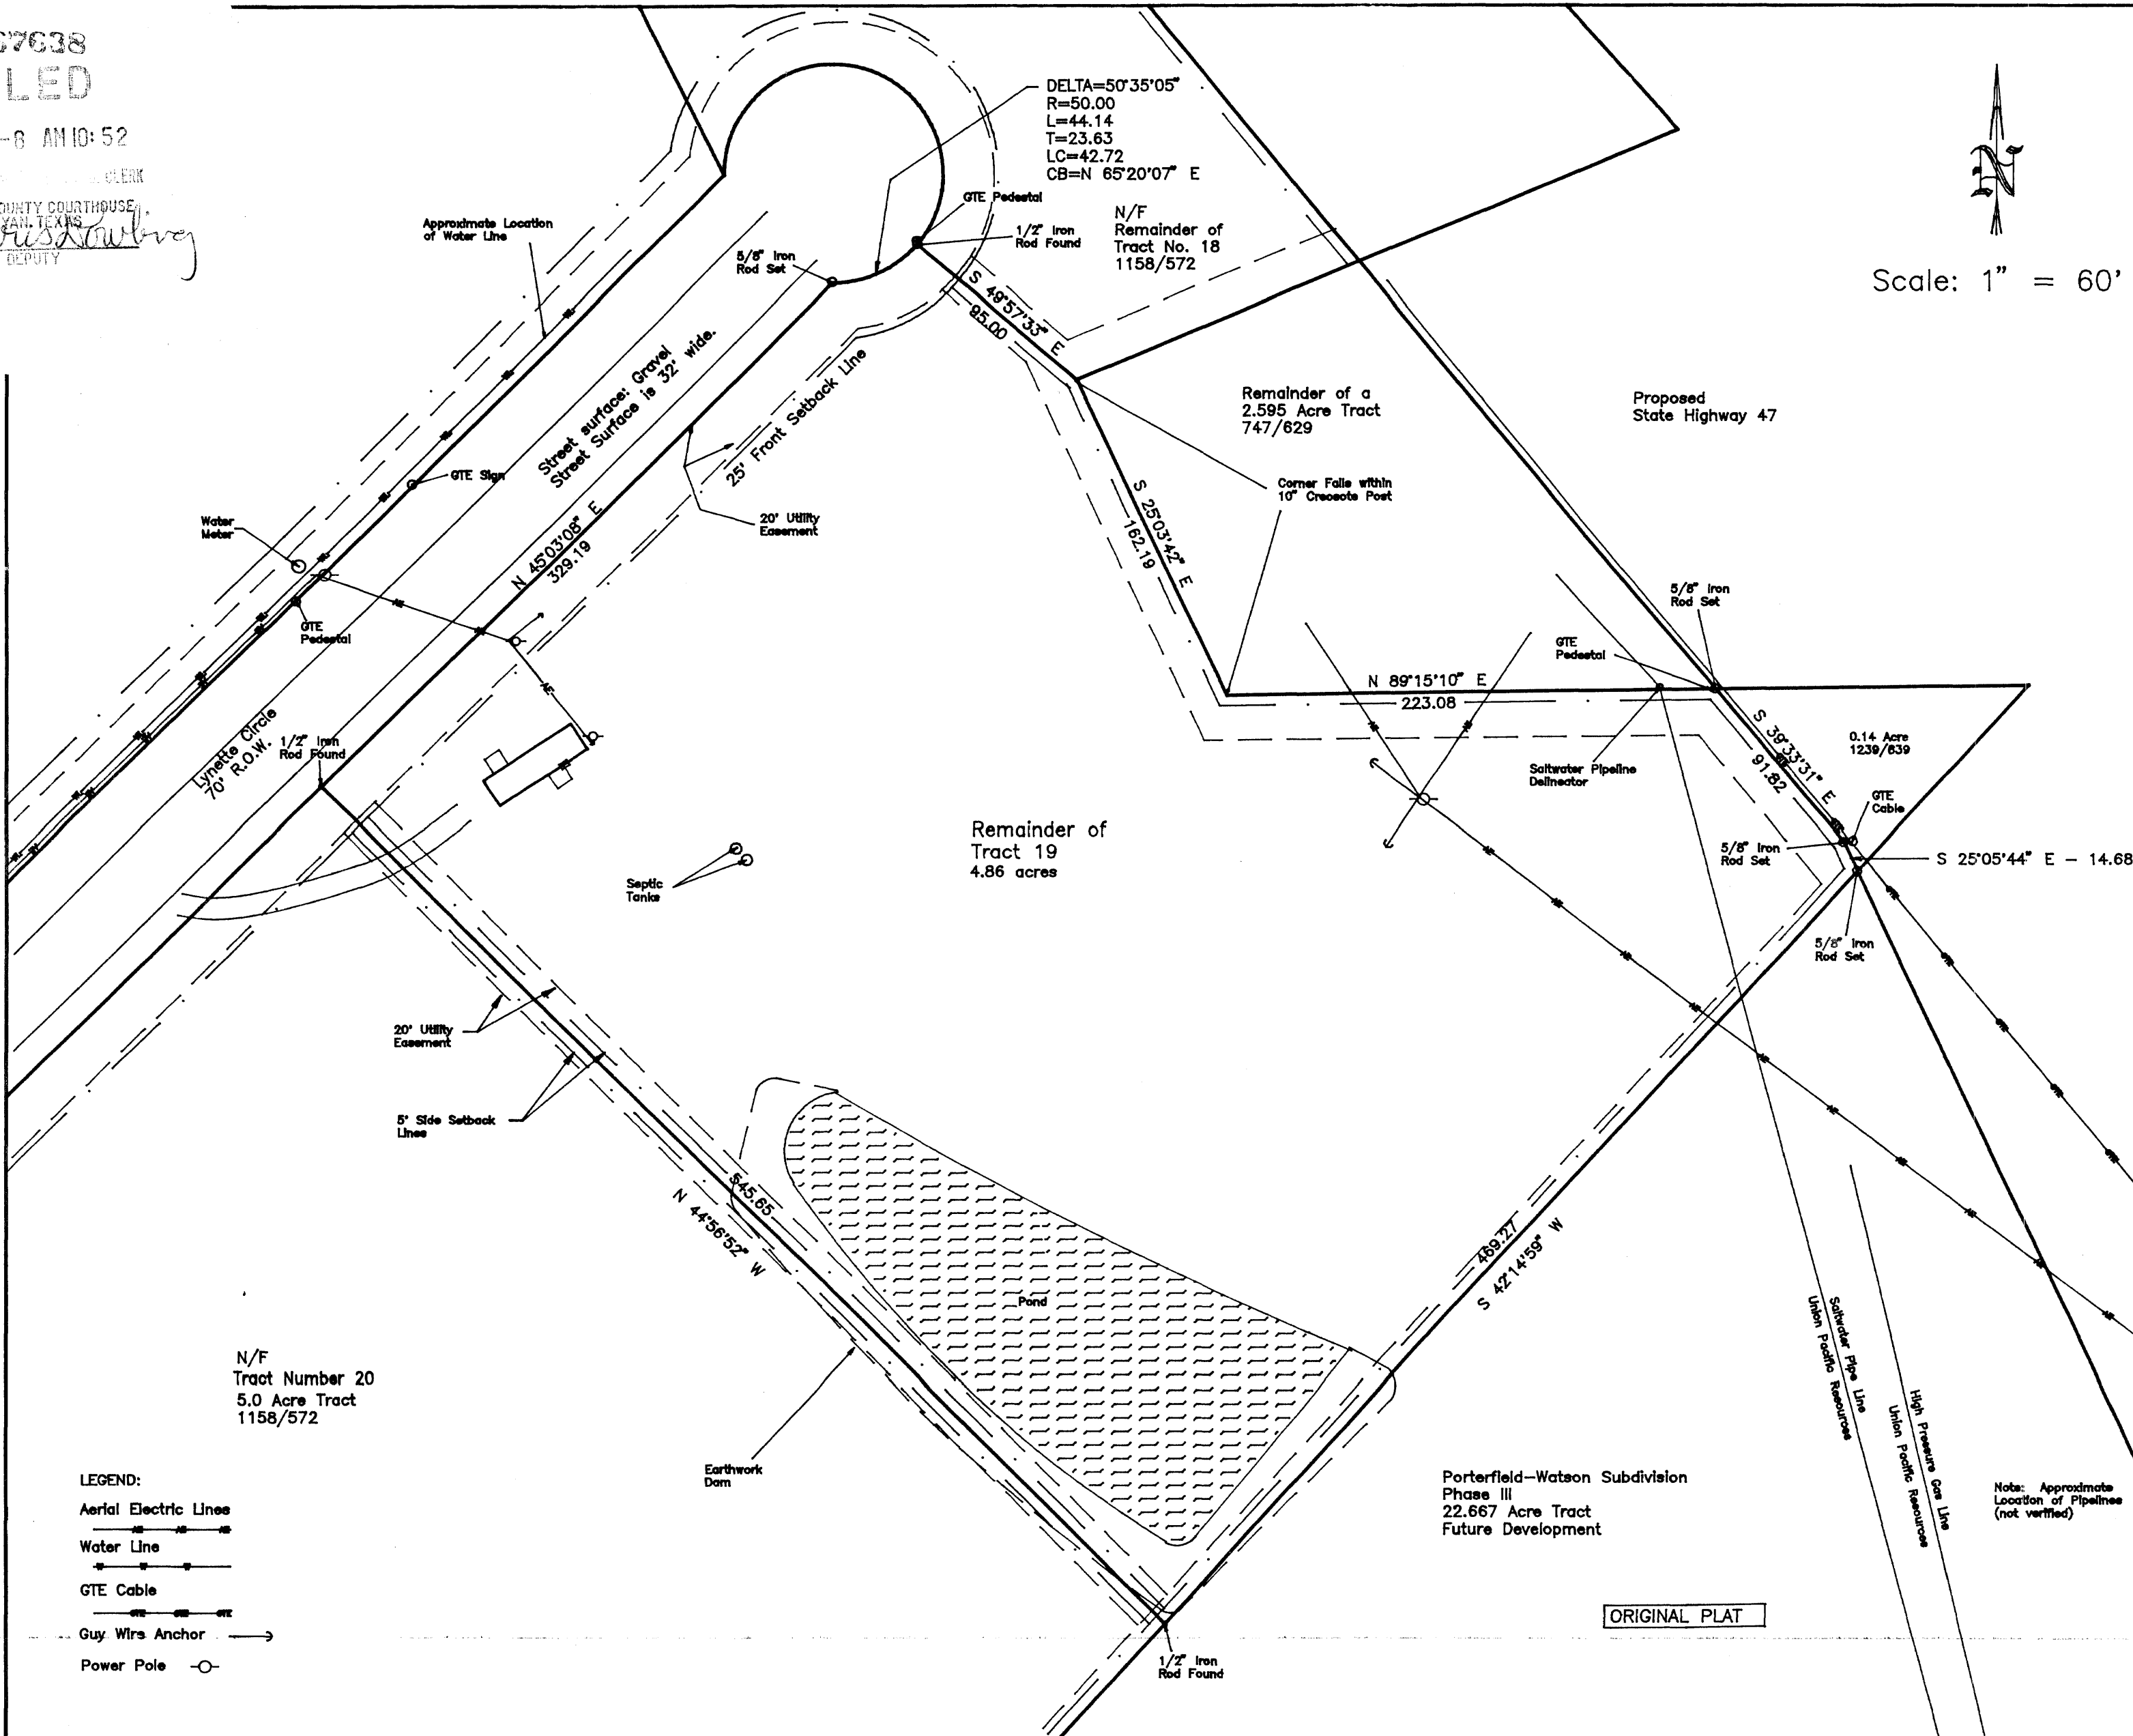 LED
-8 AM 10:52
CLERK
COURTHOUSE
TEXAS
DEPUTY
DELTA=50°35'05"
R=50.00
L=44.14
T=23.63
LC=42.72
CB=N 65°20'07" E
GTE Pedestal
1/2" Iron
Rod Found
N/F
Remainder of
Tract No. 18
1158/572
Scale: 1" = 60'
Approximate Location
of Water Line
5/8" Iron
Rod Set
S 49°57'33" E
95.00
Street surface: Gravel
Street Surface is 32' wide.
25' Front Setback Line
Remainder of a
2.595 Acre Tract
747/629
Proposed
State Highway 47
GTE Sign
Corner Falls within
10" Creosote Post
Water
Meter
20' Utility
Easement
N 45°03'08" E
329.19
S 25°03'42" E
162.19
GTE
Pedestal
5/8" Iron
Rod Set
GTE
Pedestal
N 89°15'10" E
223.08
Lynette Circle
70' R.O.W.
1/2" Iron
Rod Found
S 39°33'31" E
91.82
0.14 Acre
1239/639
Saltwater Pipeline
Delineator
GTE
Cable
Remainder of
Tract 19
4.86 acres
5/8" Iron
Rod Set
S 25°05'44" E - 14.68
Septic
Tanks
5/8" Iron
Rod Set
20' Utility
Easement
5' Side Setback
Lines
545.65
N 44°56'52" W
469.27
S 42°14'59" W
Pond
Saltwater Pipe Line
Union Pacific Resources
High Pressure Gas Line
Union Pacific Resources
N/F
Tract Number 20
5.0 Acre Tract
1158/572
Earthwork
Dam
Porterfield-Watson Subdivision
Phase III
22.667 Acre Tract
Future Development
Note: Approximate
Location of Pipelines
(not verified)
LEGEND:
Aerial Electric Lines
Water Line
GTE Cable
Guy Wire Anchor
Power Pole
ORIGINAL PLAT
1/2" Iron
Rod Found